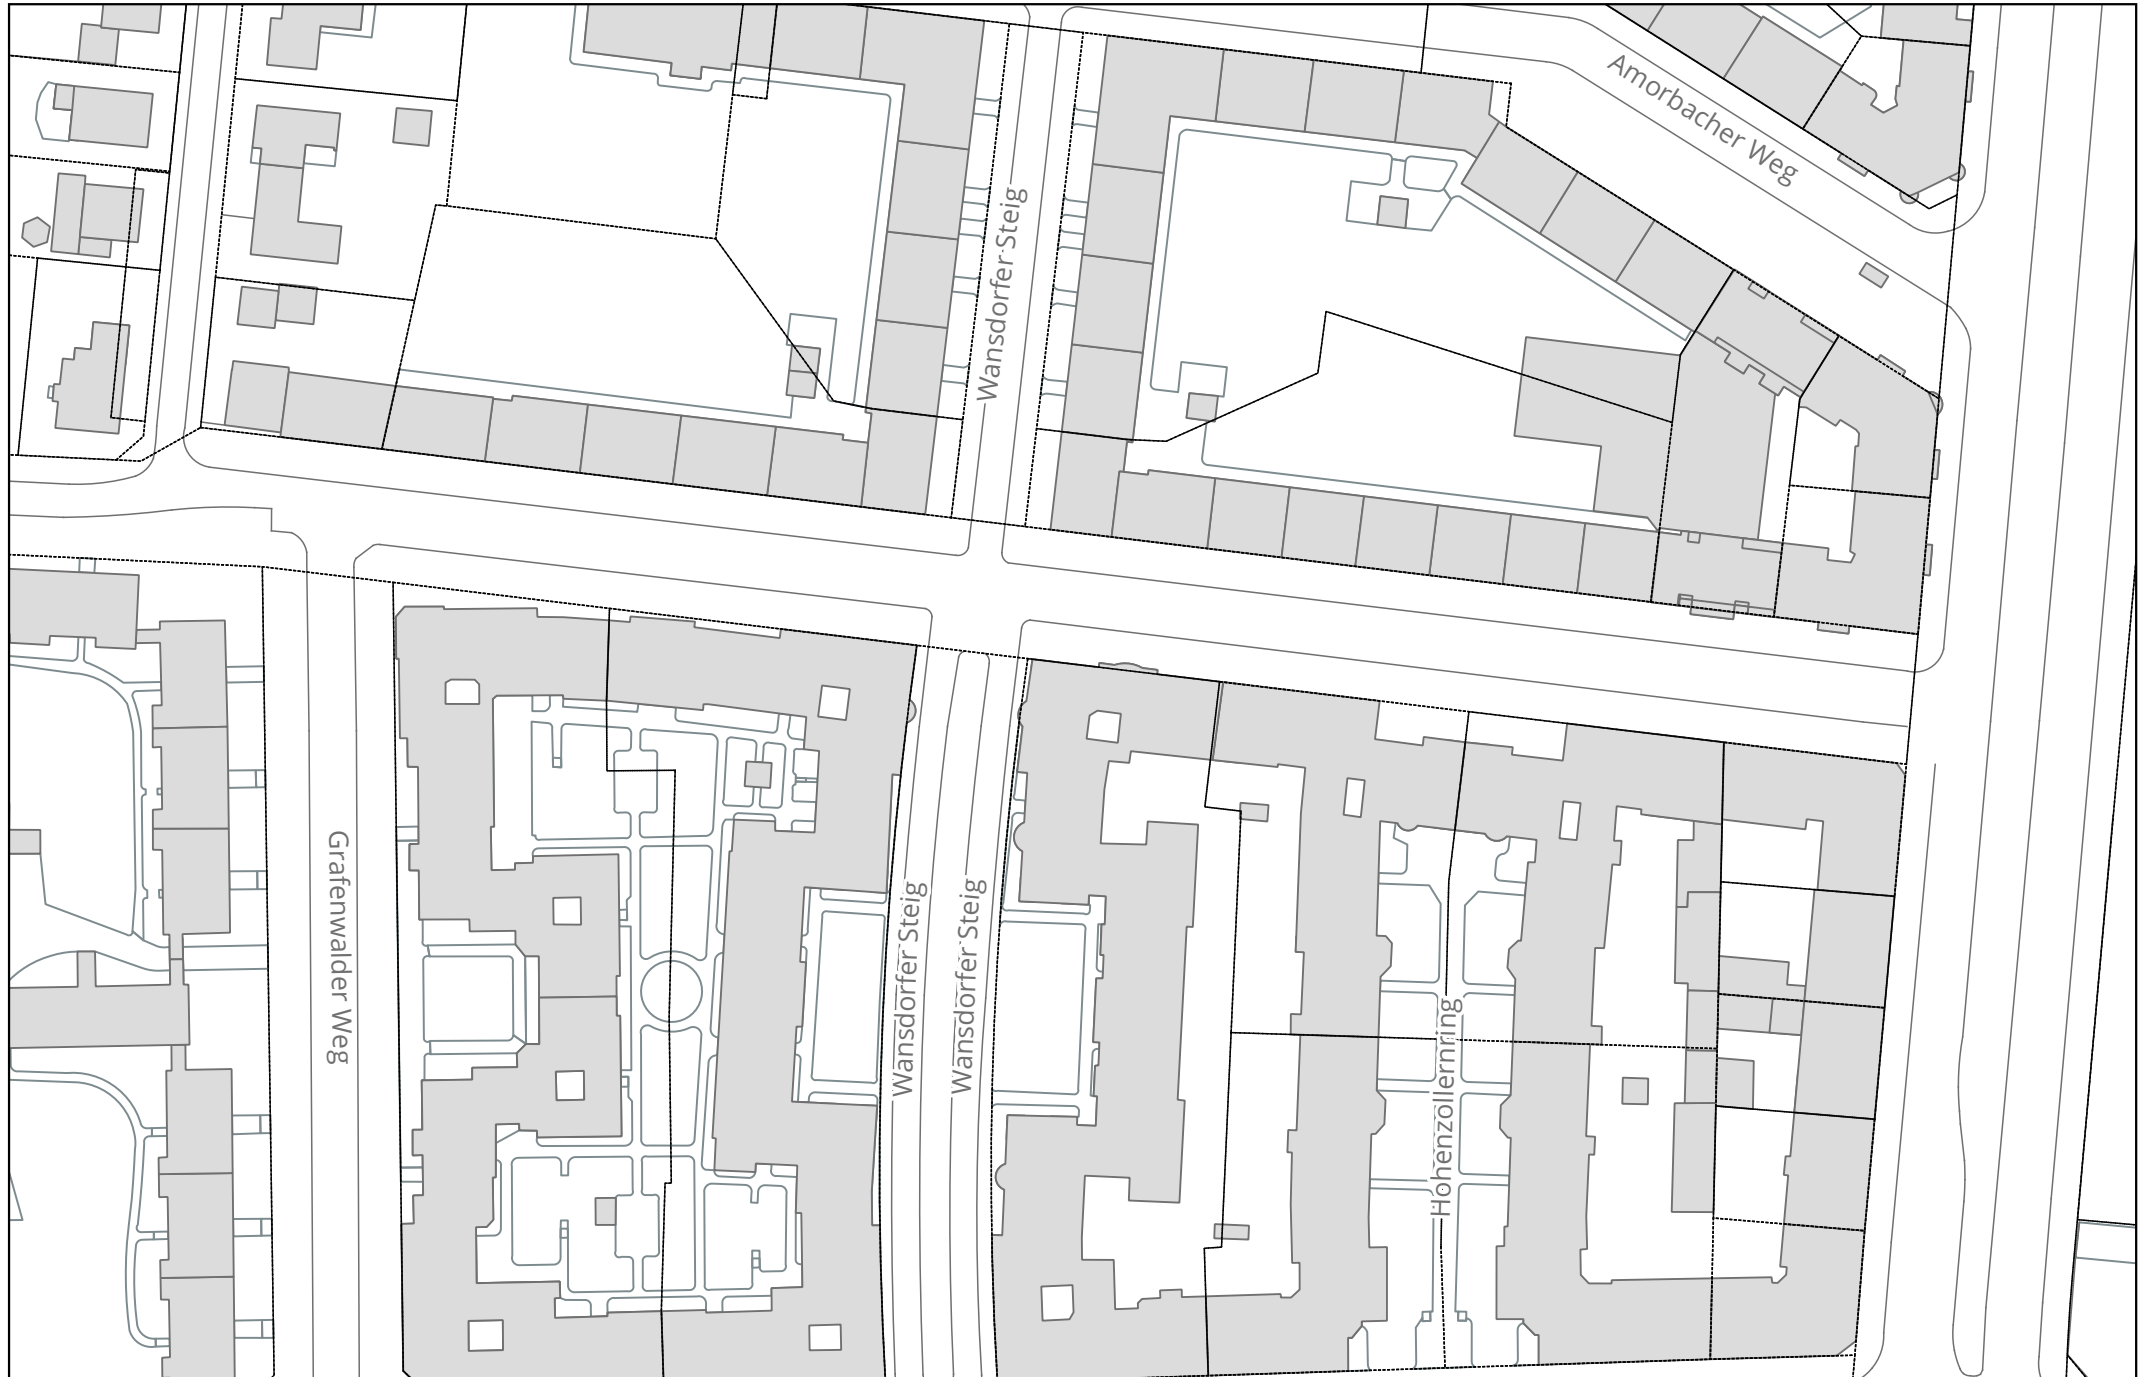 Amorbacher Weg
Wansdorfer Steig
Grafenwalder Weg
Wansdorfer Steig
Wansdorfer Steig
Hohenzollernring